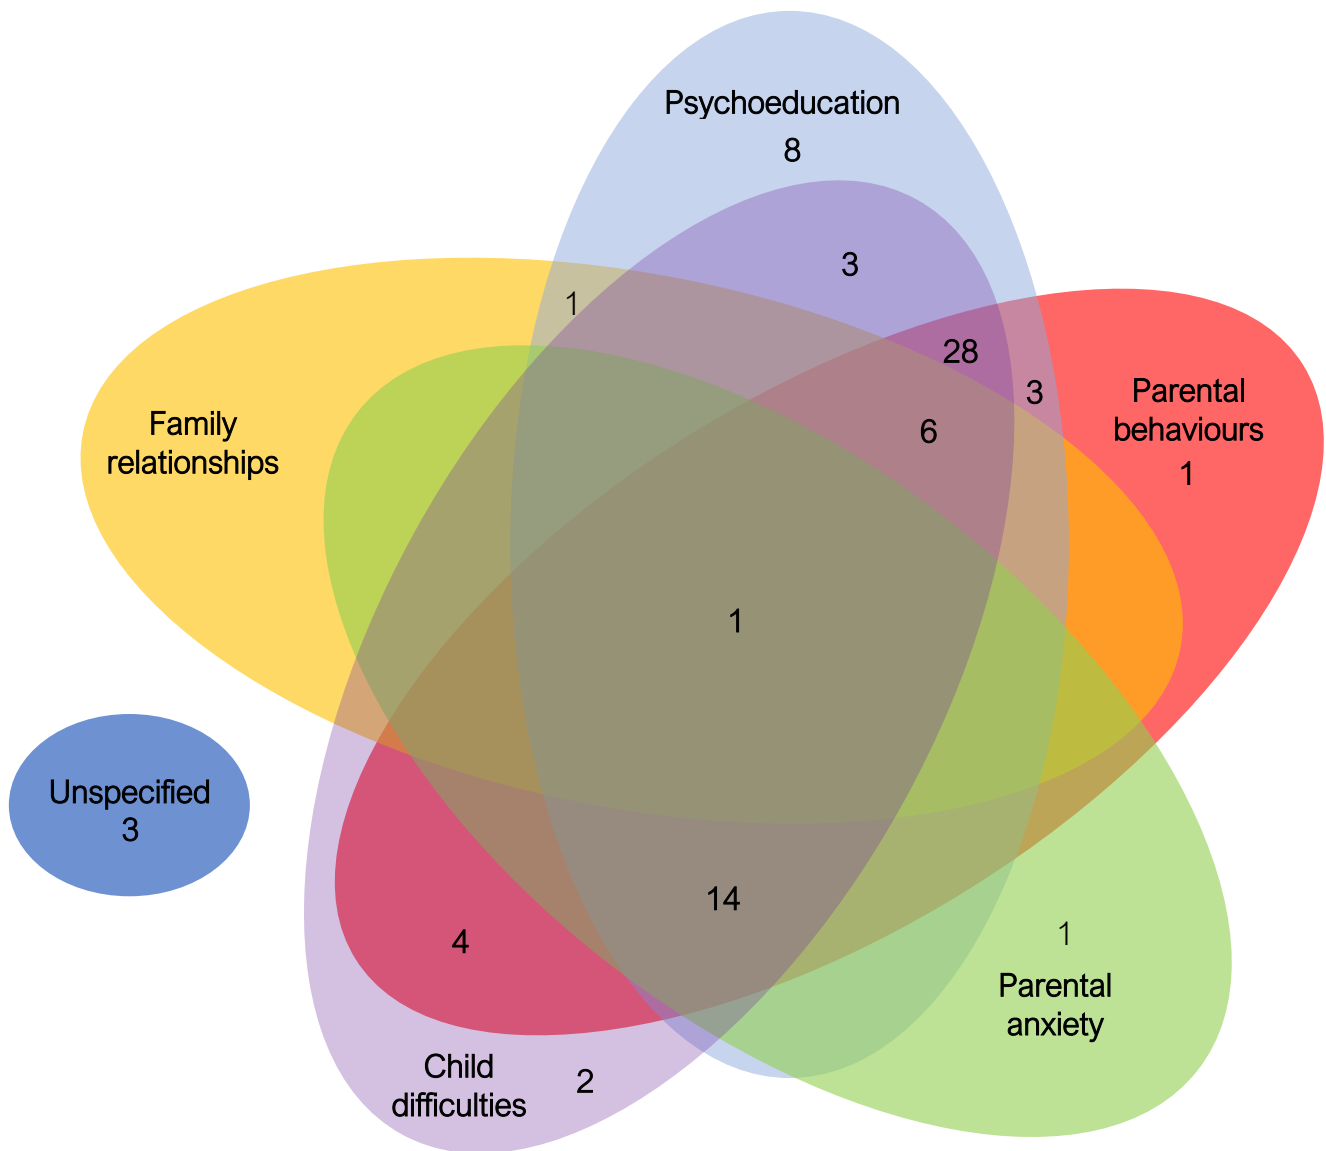 Psychoeducation
8
3
1
28
3
6
Parental
behaviours
1
Family
relationships
1
Unspecified
3
14
4
1
Parental
anxiety
Child
difficulties
2